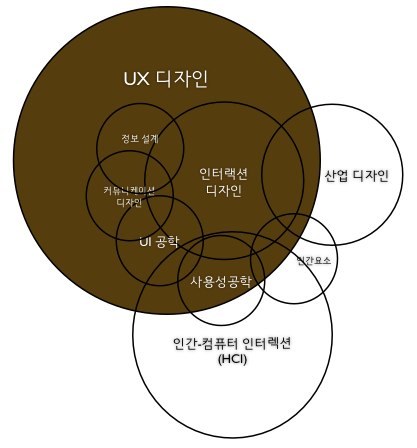 UX 디자인
정보 설계
인터랙션
디자인
산업 디자인
커뮤니케이션
디자인
UI 공학
인간요소
사용성공학
인간-컴퓨터 인터렉션
(HCI)